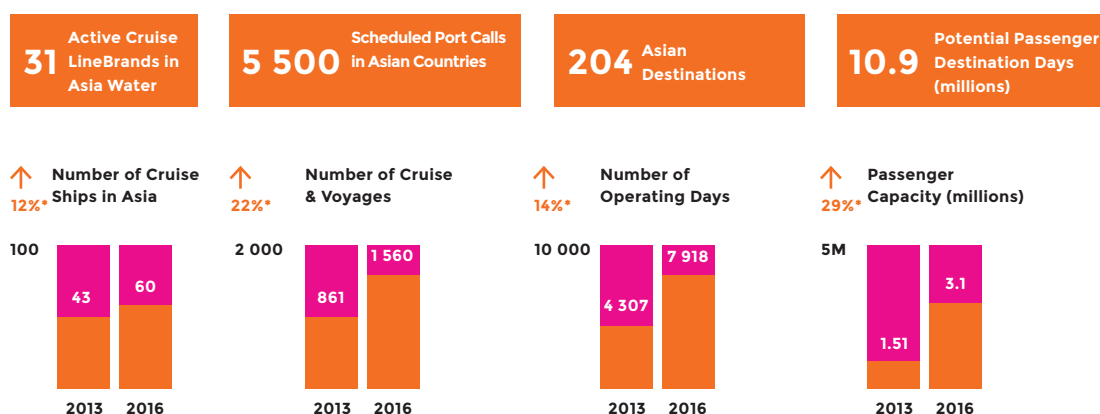 31
Active Cruise
LineBrands in
Asia Water
5 500
Scheduled Port Calls
in Asian Countries
204
Asian
Destinations
10.9
Potential Passenger
Destination Days
(millions)
12%*
Number of Cruise
Ships in Asia
22%*
Number of Cruise
& Voyages
14%*
Number of
Operating Days
29%*
Passenger
Capacity (millions)
100
43
60
2013 2016
2 000
861
1 560
2013 2016
10 000
4 307
7 918
2013 2016
5M
1.51
3.1
2013 2016